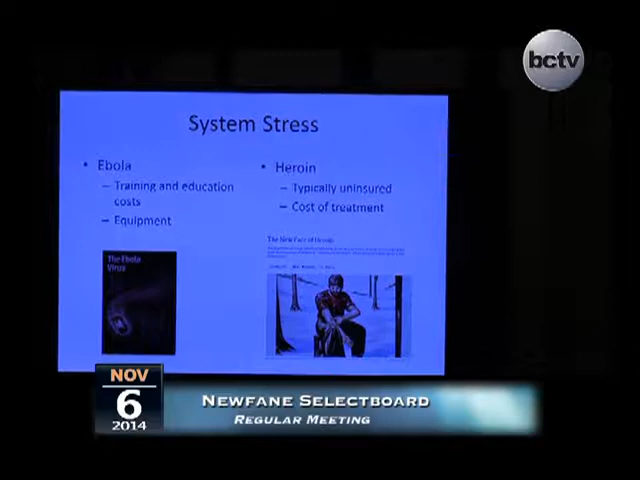 bctv
System Stress
• Ebola
– Training and education
costs
– Equipment
• Heroin
– Typically uninsured
– Cost of treatment
The Ebola
Virus
The New Face of Heroin
NOV
6
2014
NEWFANE SELECTBOARD
REGULAR MEETING